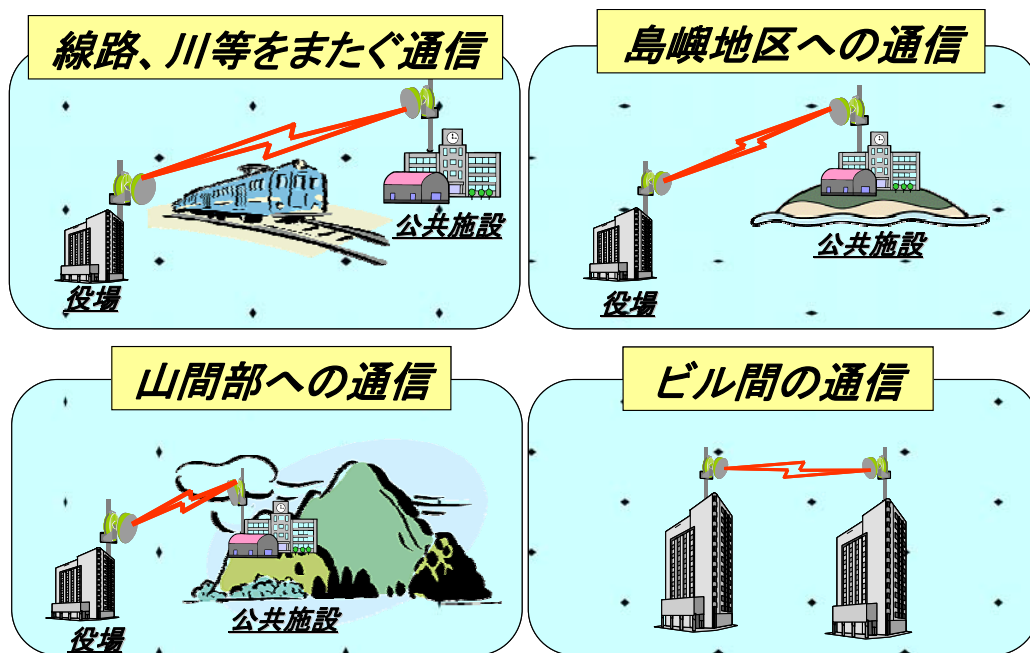 線路、川等をまたぐ通信
公共施設
役場
島嶼地区への通信
公共施設
役場
山間部への通信
公共施設
役場
ビル間の通信